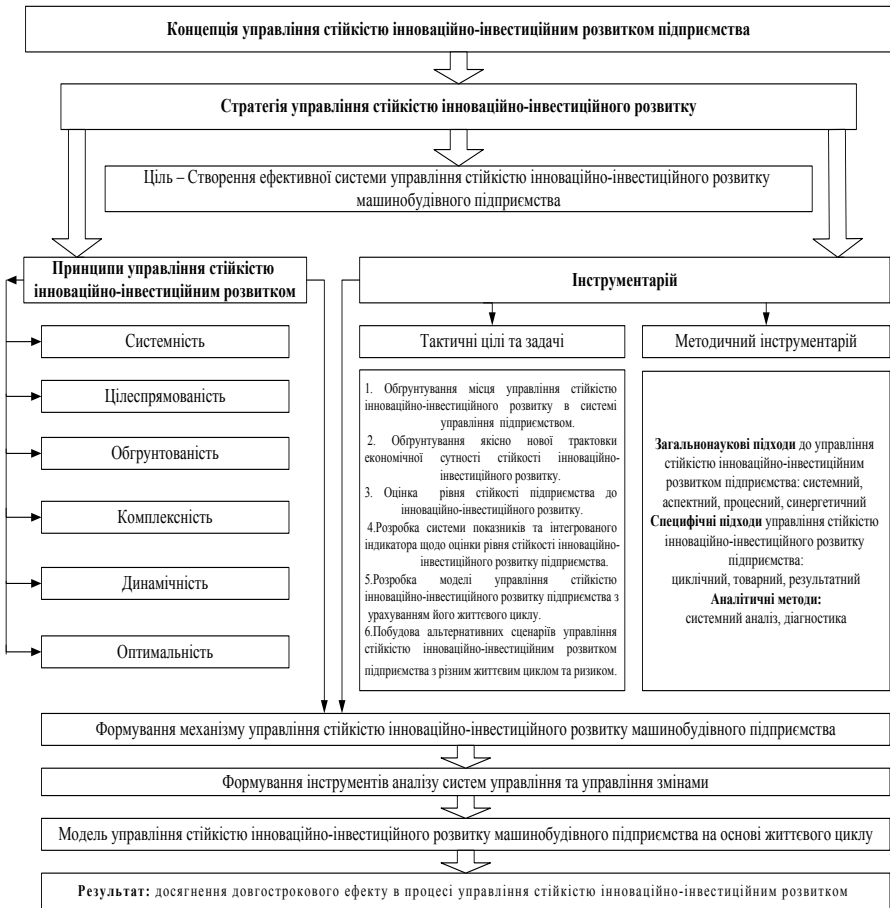 Концепція управління стійкістю інноваційно-інвестиційним розвитком підприємства
Стратегія управління стійкістю інноваційно-інвестиційного розвитку
Ціль – Створення ефективної системи управління стійкістю інноваційно-інвестиційного розвитку
машинобудівного підприємства
Принципи управління стійкістю
інноваційно-інвестиційним розвитком
Системність
Цілеспрямованість
Обгрунтованість
Комплексність
Динамічність
Оптимальність
Інструментарій
Тактичні цілі та задачі
1. Обгрунтування місця управління стійкістю
інноваційно-інвестиційного розвитку в системі
управління підприємством.
2. Обгрунтування якісно нової трактовки
економічної сутності стійкості інноваційно-
інвестиційного розвитку.
3. Оцінка рівня стійкості підприємства до
інноваційно-інвестиційного розвитку.
4.Розробка системи показників та інтегрованого
індикатора щодо оцінки рівня стійкості інноваційно-
інвестиційного розвитку підприємства.
5.Розробка моделі управління стійкістю
інноваційно-інвестиційного розвитку підприємства з
урахуванням його життєвого циклу.
6.Побудова альтернативних сценаріїв управління
стійкістю інноваційно-інвестиційним розвитком
підприємства з різним життєвим циклом та ризиком.
Методичний інструментарій
Загальнонаукові підходи до управління
стійкістю інноваційно-інвестиційним
розвитком підприємства: системний,
аспектний, процесний, синергетичний
Специфічні підходи управління стійкістю
інноваційно-інвестиційного розвитку
підприємства:
циклічний, товарний, результатний
Аналітичні методи:
системний аналіз, діагностика
Формування механізму управління стійкістю інноваційно-інвестиційного розвитку машинобудівного підприємства
Формування інструментів аналізу систем управління та управління змінами
Модель управління стійкістю інноваційно-інвестиційного розвитку машинобудівного підприємства на основі життєвого циклу
Результат: досягнення довгострокового ефекту в процесі управління стійкістю інноваційно-інвестиційним розвитком